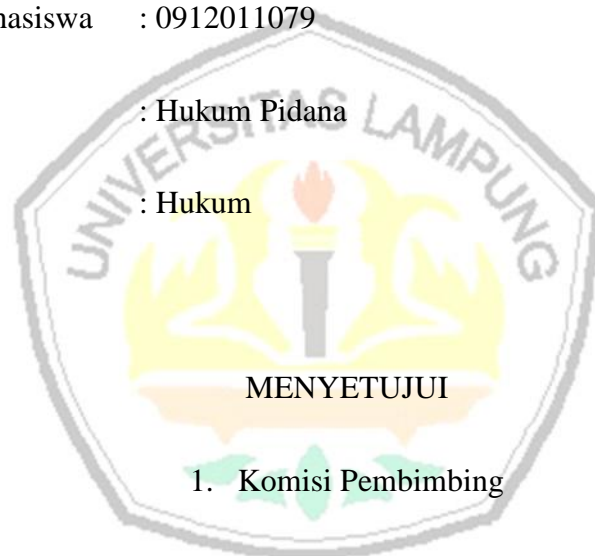 hasiswa : 0912011079
: Hukum Pidana
UNIVERSITAS LAMPUNG
: Hukum
MENYETUJUI
1. Komisi Pembimbing